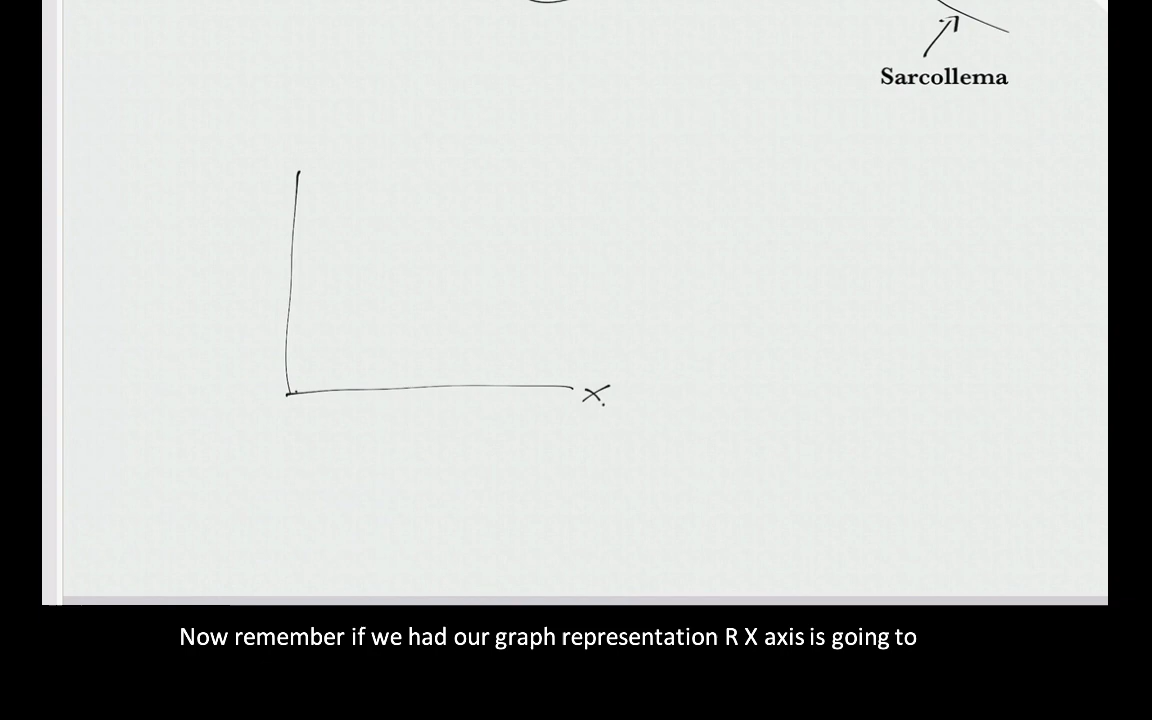 Sarcollema
X.
Now remember if we had our graph representation R X axis is going to